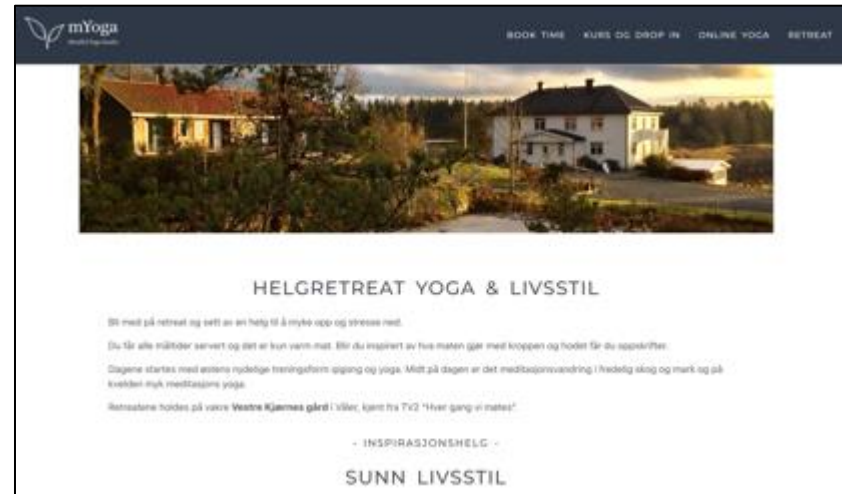 mYoga
BOOK TIME KURS OG DROP IN ONLINE YOGA RETREAT
HELGRETREAT YOGA & LIVSSTIL
Bli med på retreat og sett av en helg til å myke opp og stresse ned.
Du får alle måltider servert og det er kun varm mat. Blir du inspirert av hva maten gjør med kroppen og hodet får du oppskrifter.
Dagene startes med østens nydelige treningsform qigong og yoga. Midt på dagen er det meditasjonsvandring i fredelig skog og mark og på
kvelden myk meditasjons yoga.
Retreatene holdes på vakre Vestre Kjærnes gård i Våler, kjent fra TV2 "Hver gang vi møtes".
- INSPIRASJONSHELG -
SUNN LIVSSTIL